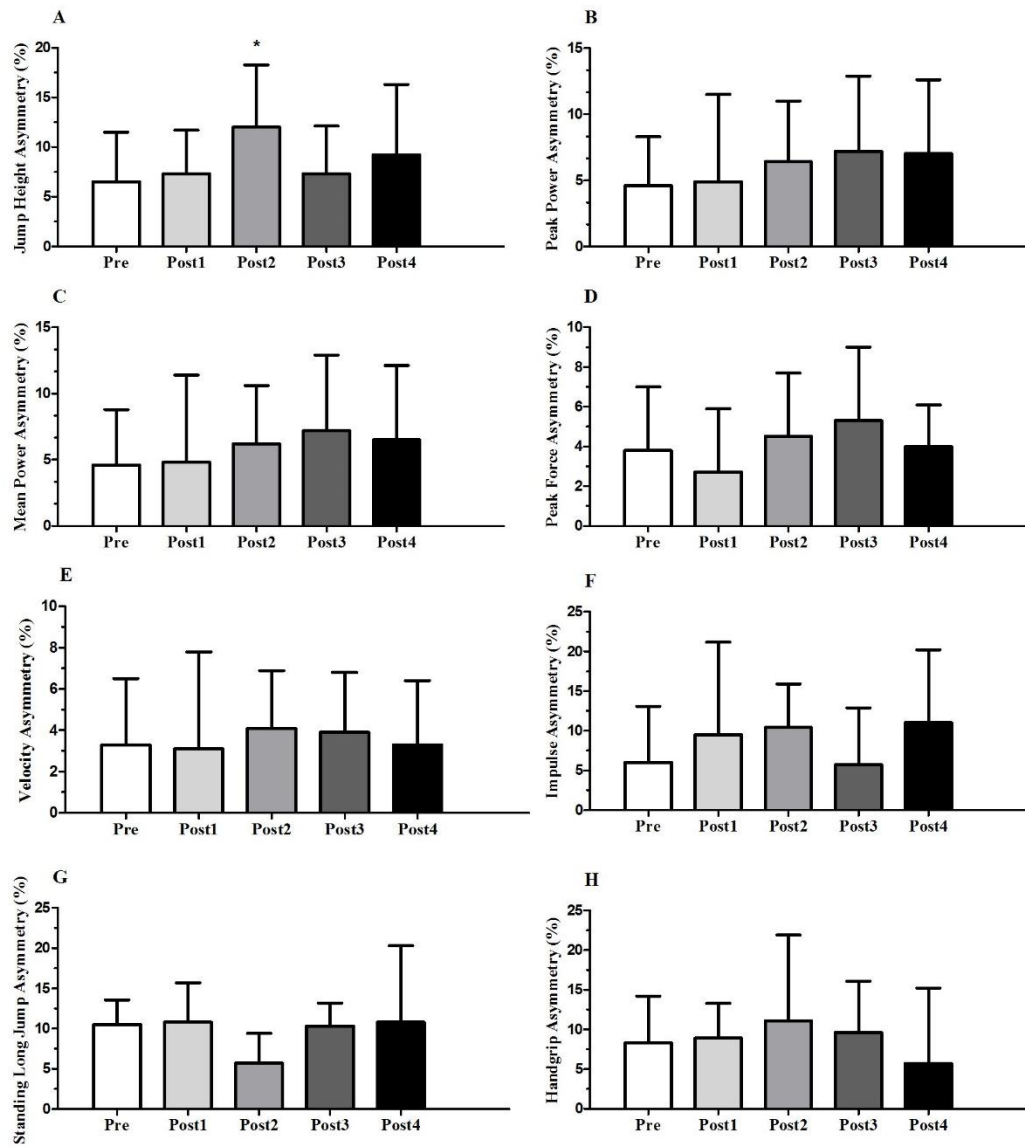 A
Jump Height Asymmetry (%)
20
15
10
5
0
*
Pre Post1 Post2 Post3 Post4
B
Peak Power Asymmetry (%)
15
10
5
0
Pre Post1 Post2 Post3 Post4
C
Mean Power Asymmetry (%)
15
10
5
0
Pre Post1 Post2 Post3 Post4
D
Peak Force Asymmetry (%)
10
8
6
4
2
0
Pre Post1 Post2 Post3 Post4
E
Velocity Asymmetry (%)
10
8
6
4
2
0
Pre Post1 Post2 Post3 Post4
F
Impulse Asymmetry (%)
25
20
15
10
5
0
Pre Post1 Post2 Post3 Post4
G
Standing Long Jump Asymmetry (%)
25
20
15
10
5
0
Pre Post1 Post2 Post3 Post4
H
Handgrip Asymmetry (%)
25
20
15
10
5
0
Pre Post1 Post2 Post3 Post4